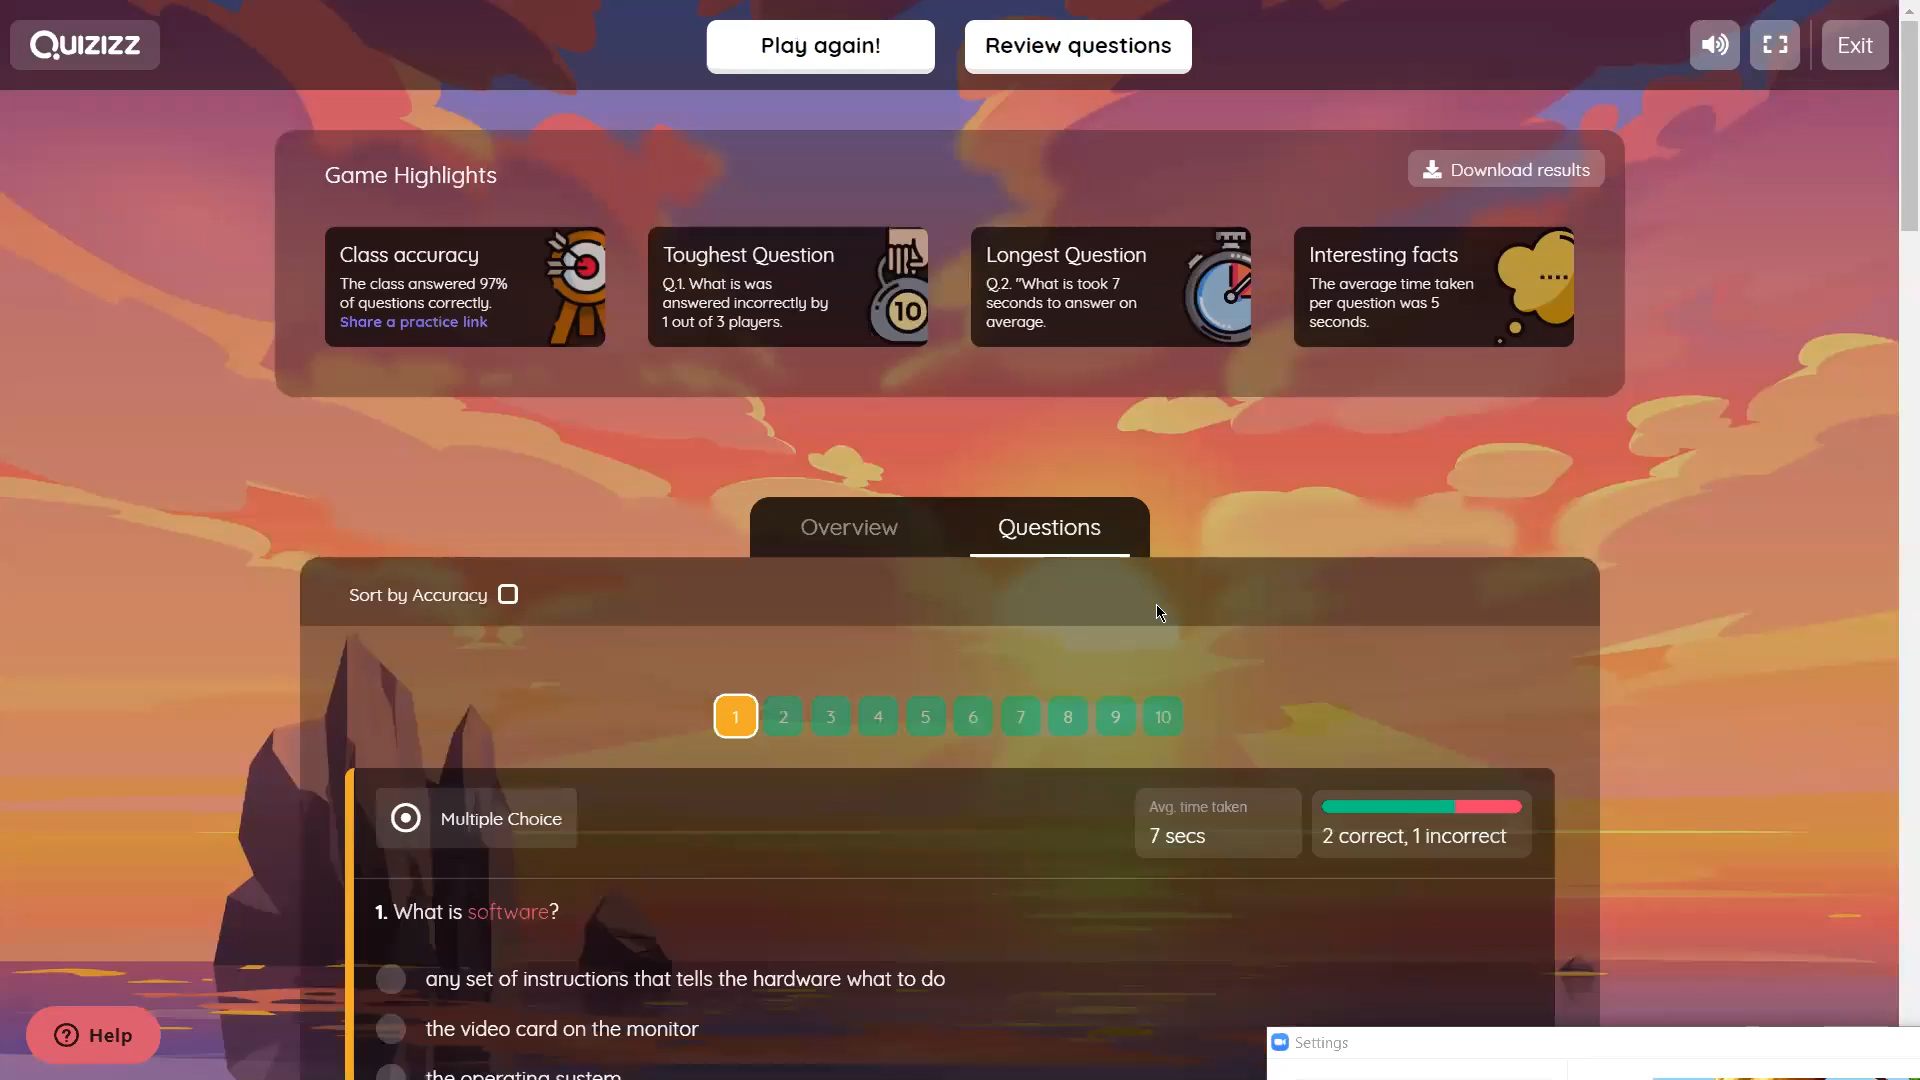 QUIZIZZ
Play again!
Review questions
Exit
Game Highlights
Download results
Class accuracy
The class answered 97%
of questions correctly.
Share a practice link
Toughest Question
Q.1. What is was
answered incorrectly by
1 out of 3 players.
10
Longest Question
Q.2. "What is took 7
seconds to answer on
average.
Interesting facts
The average time taken
per question was 5
seconds.
Overview
Questions
Sort by Accuracy
1 2 3 4 5 6 7 8 9 10
Multiple Choice
Avg. time taken
7 secs
2 correct, 1 incorrect
1. What is software?
any set of instructions that tells the hardware what to do
the video card on the monitor
the operating system
Help
Settings